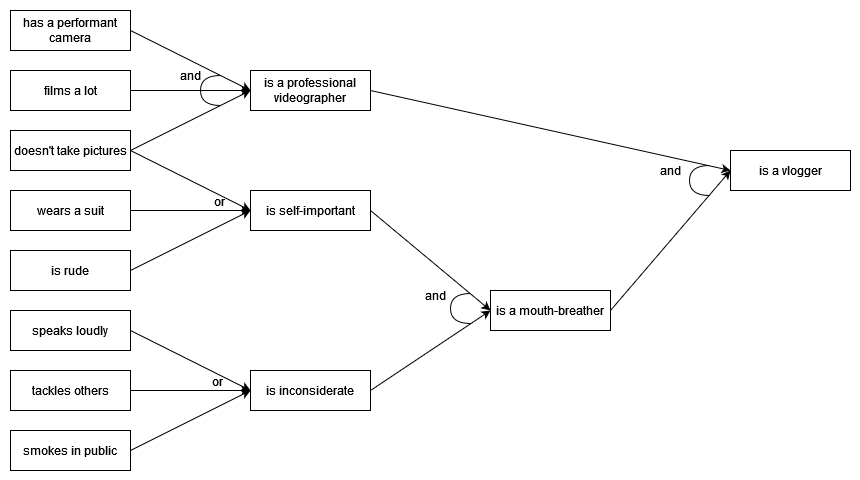 has a performant
camera
films a lot
and
is a professional
videographer
doesn't take pictures
wears a suit
or
is self-important
is rude
speaks loudly
tackles others
or
is inconsiderate
smokes in public
and
is a mouth-breather
and
is a vlogger